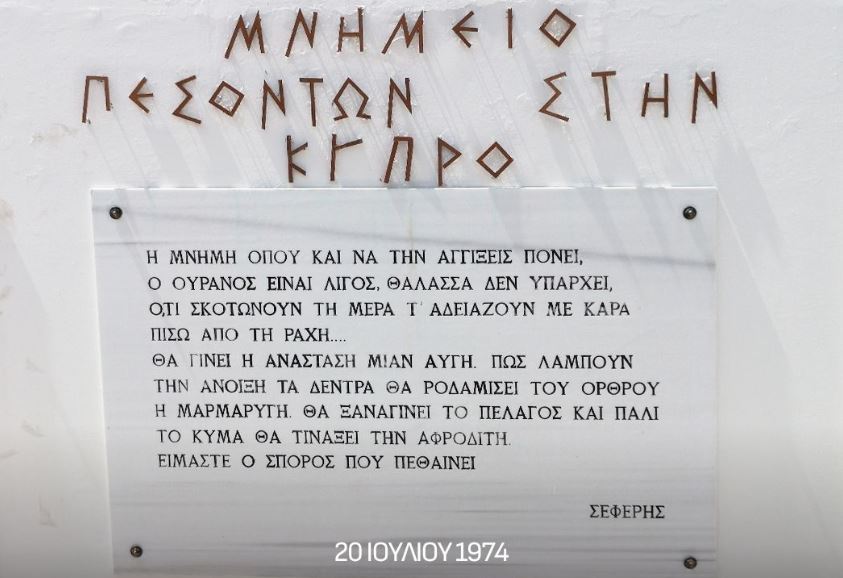 ΜΝΗΜΕΙΟ
ΠΕΣΟΝΤΩΝ ΣΤΗΝ
ΚΥΠΡΟ
Η ΜΝΗΜΗ ΟΠΟΥ ΚΑΙ ΝΑ ΤΗΝ ΑΓΓΙΞΕΙΣ ΠΟΝΕΙ,
Ο ΟΥΡΑΝΟΣ ΕΙΝΑΙ ΛΙΓΟΣ, ΘΑΛΑΣΣΑ ΔΕΝ ΥΠΑΡΧΕΙ,
Ο,ΤΙ ΣΚΟΤΩΝΟΥΝ ΤΗ ΜΕΡΑ Τ' ΑΔΕΙΑΖΟΥΝ ΜΕ ΚΑΡΑ
ΠΙΣΩ ΑΠΟ ΤΗ ΡΑΧΗ....
ΘΑ ΓΙΝΕΙ Η ΑΝΑΣΤΑΣΗ ΜΙΑΝ ΑΥΓΗ. ΠΩΣ ΛΑΜΠΟΥΝ
ΤΗΝ ΑΝΟΙΞΗ ΤΑ ΔΕΝΤΡΑ ΘΑ ΡΟΔΑΜΙΣΕΙ ΤΟΥ ΟΡΘΡΟΥ
Η ΜΑΡΜΑΡΥΓΗ. ΘΑ ΞΑΝΑΓΙΝΕΙ ΤΟ ΠΕΛΑΓΟΣ ΚΑΙ ΠΑΛΙ
ΤΟ ΚΥΜΑ ΘΑ ΤΙΝΑΞΕΙ ΤΗΝ ΑΦΡΟΔΙΤΗ.
ΕΙΜΑΣΤΕ Ο ΣΠΟΡΟΣ ΠΟΥ ΠΕΘΑΙΝΕΙ
ΣΕΦΕΡΗΣ
20 ΙΟΥΛΙΟΥ 1974